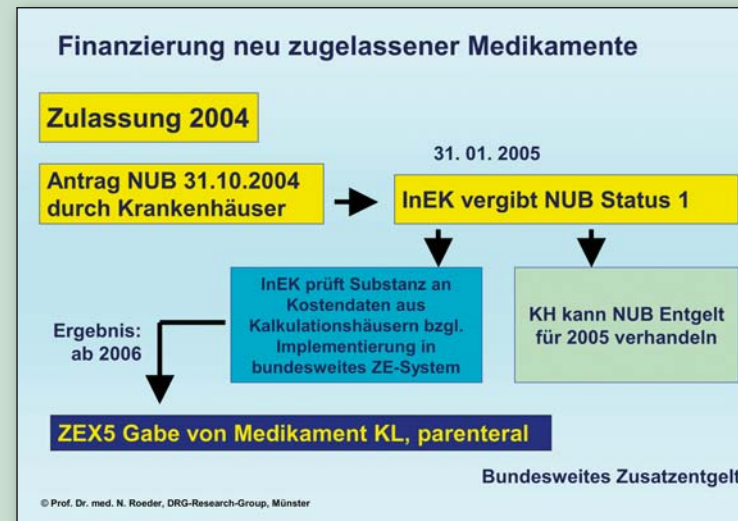 Finanzierung neu zugelassener Medikamente
Zulassung 2004
31. 01. 2005
Antrag NUB 31.10.2004
durch Krankenhäuser
InEK vergibt NUB Status 1
InEK prüft Substanz an
Kostendaten aus
Kalkulationshäusern bzgl.
Implementierung in
bundesweites ZE-System
KH kann NUB Entgelt
für 2005 verhandeln
Ergebnis:
ab 2006
ZEX5 Gabe von Medikament KL, parenteral
Bundesweites Zusatzentgelt
© Prof. Dr. med. N. Roeder, DRG-Research-Group, Münster